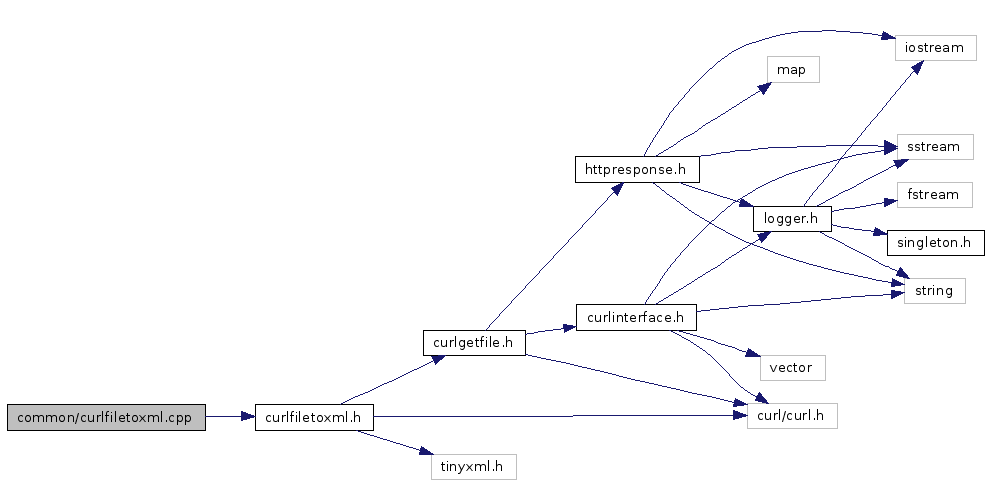 iostream
map
sstream
httpresponse.h
fstream
logger.h
singleton.h
string
curlinterface.h
curlgetfile.h
vector
common/curlfiletoxml.cpp
curlfiletoxml.h
curl/curl.h
tinyxml.h